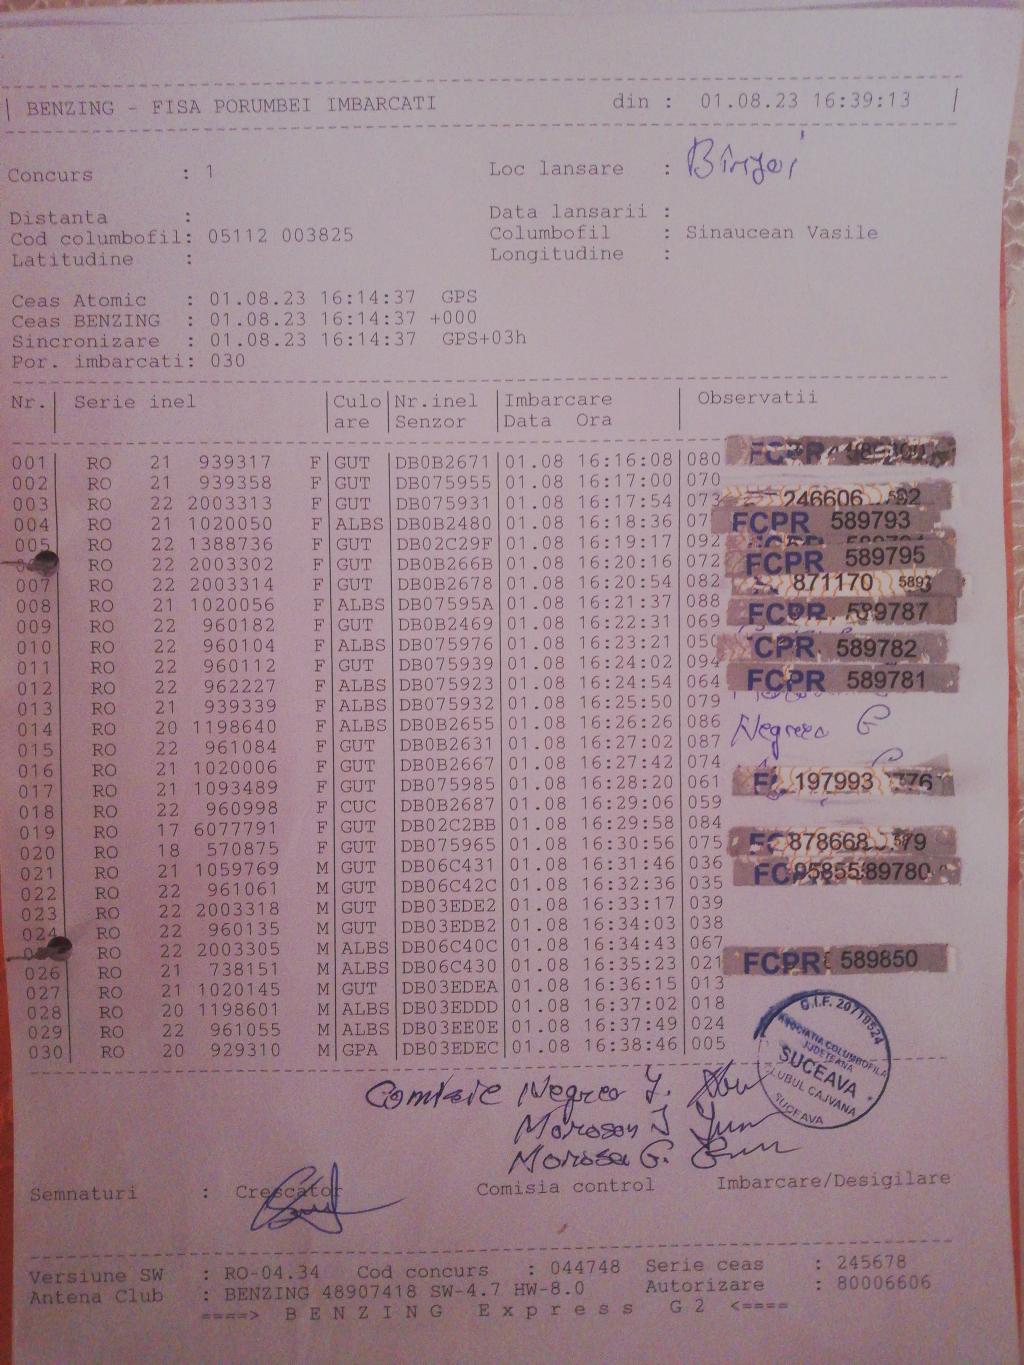 BENZING - FISA PORUMBEI IMBARCATI din : 01.08.23 16:39:13
Concurs : 1 Loc lansare :
Distanta : Data lansarii :
Cod columbofil: 05112 003825 Columbofil : Sinaucean Vasile
Latitudine : Longitudine :
Ceas Atomic : 01.08.23 16:14:37 GPS
Ceas BENZING : 01.08.23 16:14:37 +000
Sincronizare : 01.08.23 16:14:37 GPS+03h
Por. imbarcati: 030
Nr. Serie inel Culo Nr.inel Imbarcare Observatii
are Senzor Data Ora
001 RO 21 939317 F GUT DB0B2671 01.08 16:16:08 080
002 RO 21 939358 F GUT DB075955 01.08 16:17:00 070
003 RO 22 2003313 F GUT DB075931 01.08 16:17:54 073 246606
004 RO 21 1020050 F ALBS DB0B2480 01.08 16:18:36 FCPR 589793
005 RO 22 1388736 F GUT DB02C29F 01.08 16:19:17 092
RO 22 2003302 F GUT DB0B266B 01.08 16:20:16 072 FCPR 589795
007 RO 22 2003314 F GUT DB0B2678 01.08 16:20:54 082 871170
008 RO 21 1020056 F ALBS DB07595A 01.08 16:21:37 088 FCPR 589787
009 RO 22 960182 F GUT DB0B2469 01.08 16:22:31 069
010 RO 22 960104 F ALBS DB075976 01.08 16:23:21 050 CPR 589782
011 RO 22 960112 F GUT DB075939 01.08 16:24:02 094
012 RO 22 962227 F ALBS DB075923 01.08 16:24:54 064 FCPR 589781
013 RO 21 939339 F ALBS DB075932 01.08 16:25:50 079
014 RO 20 1198640 F ALBS DB0B2655 01.08 16:26:26 086 Negrea
015 RO 22 961084 F GUT DB0B2631 01.08 16:27:02 087
016 RO 21 1020006 F GUT DB0B2667 01.08 16:27:42 074
017 RO 21 1093489 F GUT DB075985 01.08 16:28:20 061 197993
018 RO 22 960998 F CUC DB0B2687 01.08 16:29:06 059
019 RO 17 6077791 F GUT DB02C2BB 01.08 16:29:58 084
020 RO 18 570875 F GUT DB075965 01.08 16:30:56 075 878668
021 RO 21 1059769 M GUT DB06C431 01.08 16:31:46 036
022 RO 22 961061 M GUT DB06C42C 01.08 16:32:36 035
023 RO 22 2003318 M GUT DB03EDE2 01.08 16:33:17 039
024 RO 22 960135 M GUT DB03EDB2 01.08 16:34:03 038
RO 22 2003305 M ALBS DB06C40C 01.08 16:34:43 067
026 RO 21 738151 M ALBS DB06C430 01.08 16:35:23 021 FCPR 589850
027 RO 21 1020145 M GUT DB03EDEA 01.08 16:36:15 013
028 RO 20 1198601 M ALBS DB03EDDD 01.08 16:37:02 018
029 RO 22 961055 M ALBS DB03EE0E 01.08 16:37:49 024
030 RO 20 929310 M GPA DB03EDEC 01.08 16:38:46 005
C.I.F. 20719524
ASOCIATIA COLUMBOFILA
JUDETEANA
SUCEAVA
CLUBUL CAJVANA
SUCEAVA
Negrea
Semnaturi : Crescator Comisia control Imbarcare/Desigilare
Versiune SW : RO-04.34 Cod concurs : 044748 Serie ceas : 245678
Antena Club : BENZING 48907418 SW-4.7 HW-8.0 Autorizare : 80006606
====> B E N Z I N G E x p r e s s G 2 <====